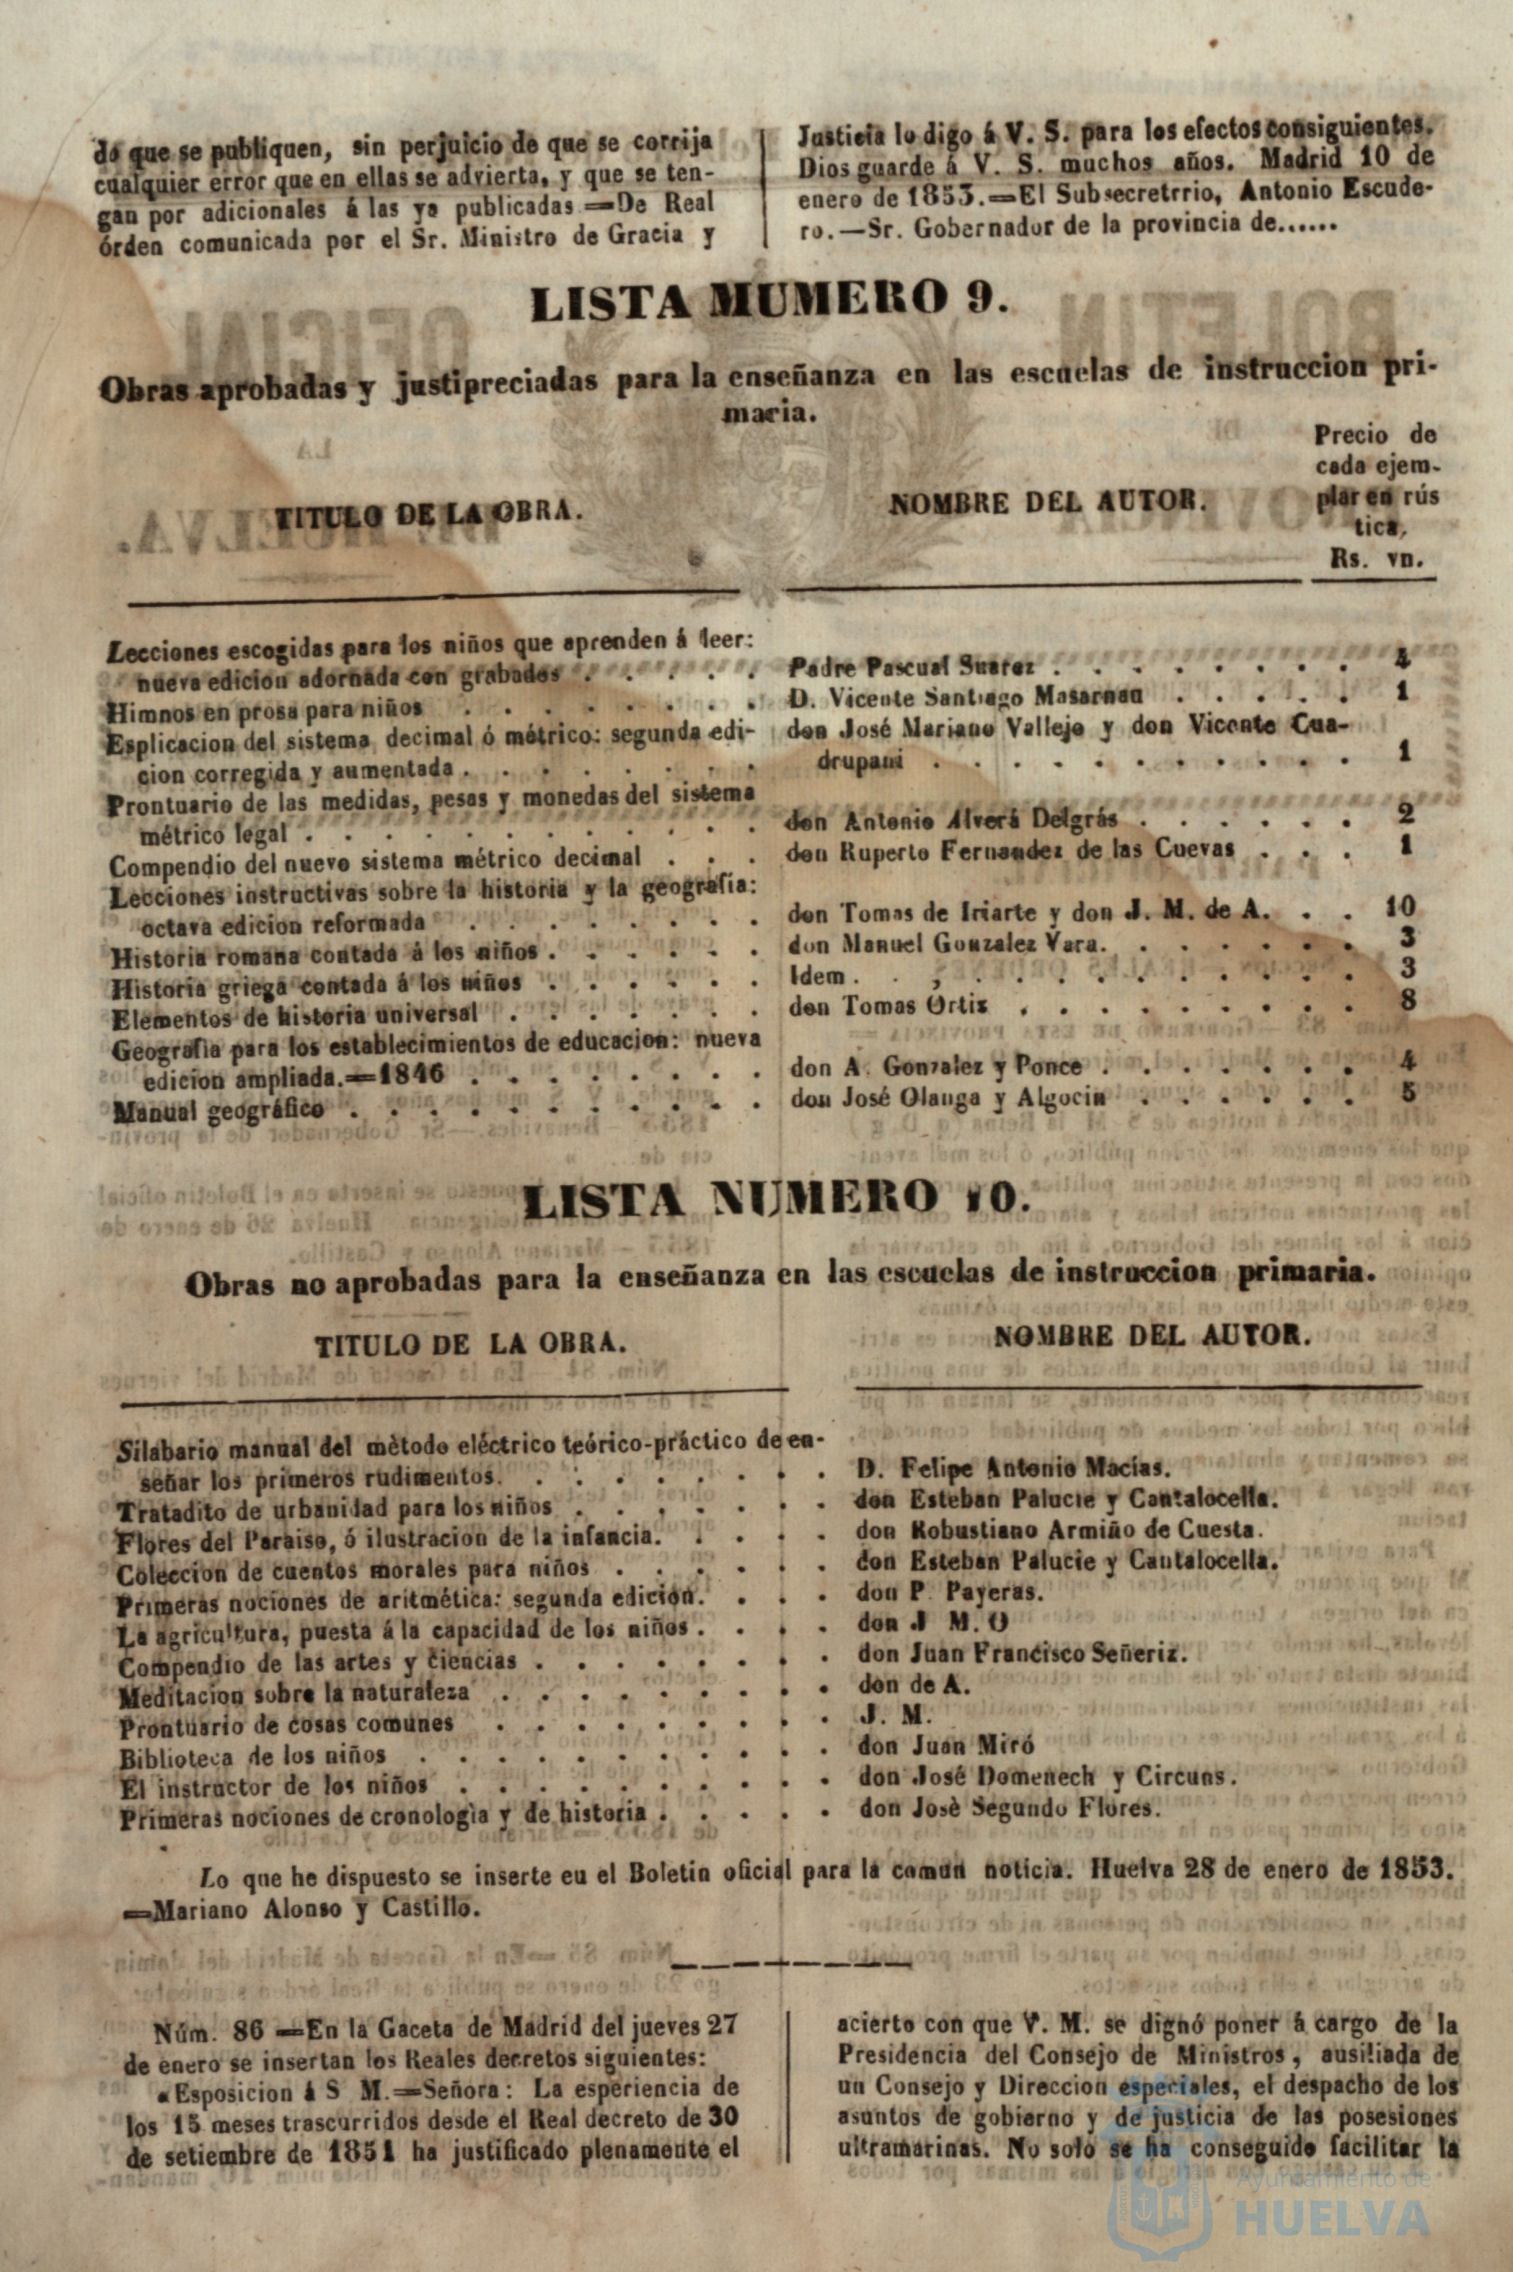 do que se publiquen, sin perjuicio de que se corrija
cualquier error que en ellas se advierta, y que se ten-
gan por adicionales á las ya publicadas.=De Real
órden comunicada por el Sr. Ministro de Gracia y
Justicia lo digo á V. S. para los efectos consiguientes.
Dios guarde á V. S. muchos años. Madrid 10 de
enero de 1853.=El Subsecretrrio, Antonio Escude-
ro.—Sr. Gobernador de la provincia de......
LISTA MUMERO 9.
Obras aprobadas y justipreciadas para la enseñanza en las escuelas de instruccion pri-
maria.
TITULO DE LA OBRA.
NOMBRE DEL AUTOR.
Precio de
cada ejem-
plar en rús
tica,
Rs. vn.
Lecciones escogidas para los niños que aprenden á leer:
nueva edicion adornada con grabados . . . . . Padre Pascual Suarez . . . . . . . . 4
Himnos en prosa para niños . . . . . . . . D. Vicente Santiago Masarnau . . . . . 1
Esplicacion del sistema decimal ó métrico: segunda edi-
cion corregida y aumentada . . . . . . . .
don José Mariano Vallejo y don Vicente Cua-
drupani . . . . . . . . . . . 1
Prontuario de las medidas, pesas y monedas del sistema
métrico legal . . . . . . . . . . . . don Antonio Alverá Delgrás . . . . . . 2
Compendio del nuevo sistema métrico decimal . . . don Ruperto Fernandez de las Cuevas . . . 1
Lecciones instructivas sobre la historia y la geografía:
octava edicion reformada . . . . . . . . don Tomas de Iriarte y don J. M. de A. . . 10
Historia romana contada á los niños . . . . . . don Manuel Gonzalez Vara. . . . . . . 3
Historia griega contada á los niños . . . . . . Idem . . , . . . . . . . . . . 3
Elementos de historia universal . . . . . . . don Tomas Ortiz . . . . . . . . . 8
Geografia para los establecimientos de educacion: nueva
edicion ampliada.=1846 . . . . . . . . don A. Gonzalez y Ponce . . . . . . . 4
Manual geográfico . . . . . . . . . . . don José Olanga y Algocin . . . . . . 5
LISTA NUMERO 10.
Obras no aprobadas para la enseñanza en las escuelas de instruccion primaria.
TITULO DE LA OBRA.
NOMBRE DEL AUTOR.
Silabario manual del mètodo eléctrico teórico-práctico de en-
señar los primeros rudimentos. . . . . . . . . D. Felipe Antonio Macías.
Tratadito de urbanidad para los niños . . . . . . . don Esteban Palucie y Cantalocella.
Flores del Paraiso, ó ilustracion de la infancia. . . . . don Robustiano Armiño de Cuesta.
Coleccion de cuentos morales para niños . . . . . . don Esteban Palucie y Cantalocella.
Primeras nociones de aritmética: segunda edicion. . . . don P. Payeras.
La agricultura, puesta á la capacidad de los niños . . . . don J M. O
Compendio de las artes y ciencias . . . . . . . . don Juan Francisco Señeriz.
Meditacion sobre la naturaleza . . . . . . . . . don de A.
Prontuario de cosas comunes . . . . . . . . . J. M.
Biblioteca de los niños . . . . . . . . . . . don Juan Miró
El instructor de los niños . . . . . . . . . . don José Domenech y Circuns.
Primeras nociones de cronologìa y de historia . . . . . don Josè Segundo Flores.
Lo que he dispuesto se inserte eu el Boletin oficial para la comun noticia. Huelva 28 de enero de 1853.
=Mariano Alonso y Castillo.
Núm. 86 =En la Gaceta de Madrid del jueves 27
de enero se insertan los Reales decretos siguientes:
«Esposicion á S M.=Señora: La esperiencia de
los 15 meses trascurridos desde el Real decreto de 30
de setiembre de 1851 ha justificado plenamente el
acierto con que V. M. se dignó poner á cargo de la
Presidencia del Consejo de Ministros, ausiliada de
un Consejo y Direccion especiales, el despacho de los
asuntos de gobierno y de justicia de las posesiones
ultramarinas. No solo se ha conseguido facilitar la
Ayuntamiento de
HUELVA